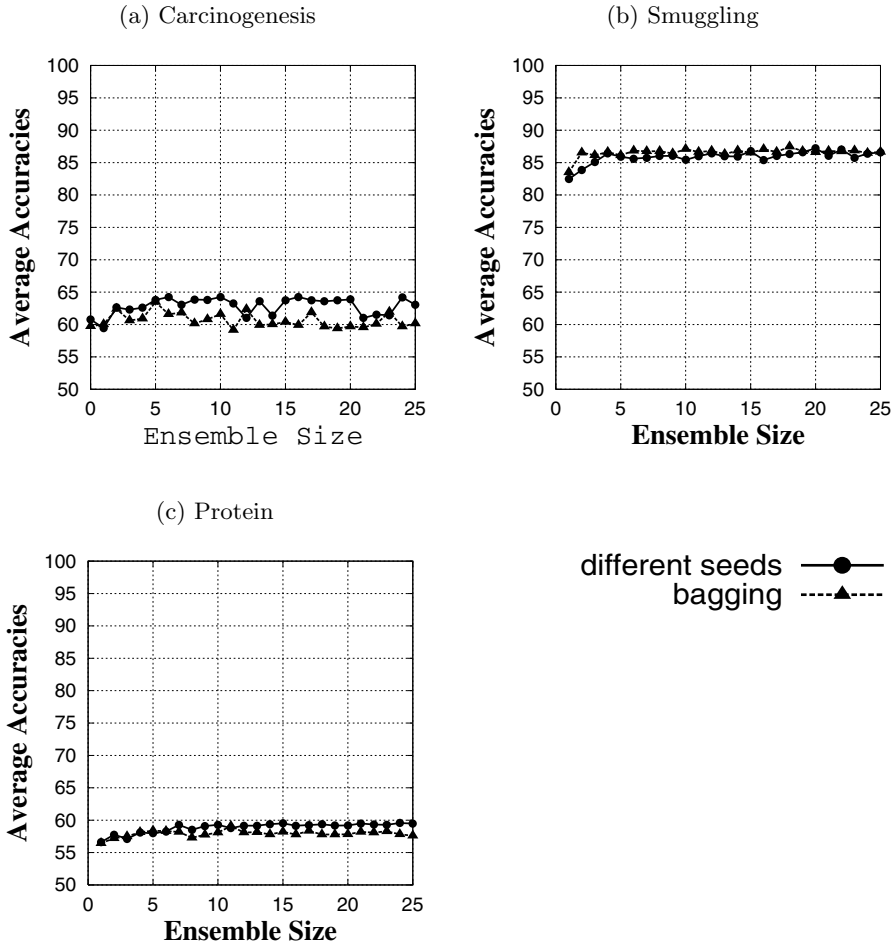 (a) Carcinogenesis
100
95
90
85
80
75
70
65
60
55
50
0 5 10 15 20 25
Average Accuracies
Ensemble Size
(b) Smuggling
100
95
90
85
80
75
70
65
60
55
50
0 5 10 15 20 25
Average Accuracies
Ensemble Size
(c) Protein
100
95
90
85
80
75
70
65
60
55
50
0 5 10 15 20 25
Average Accuracies
Ensemble Size
different seeds
bagging